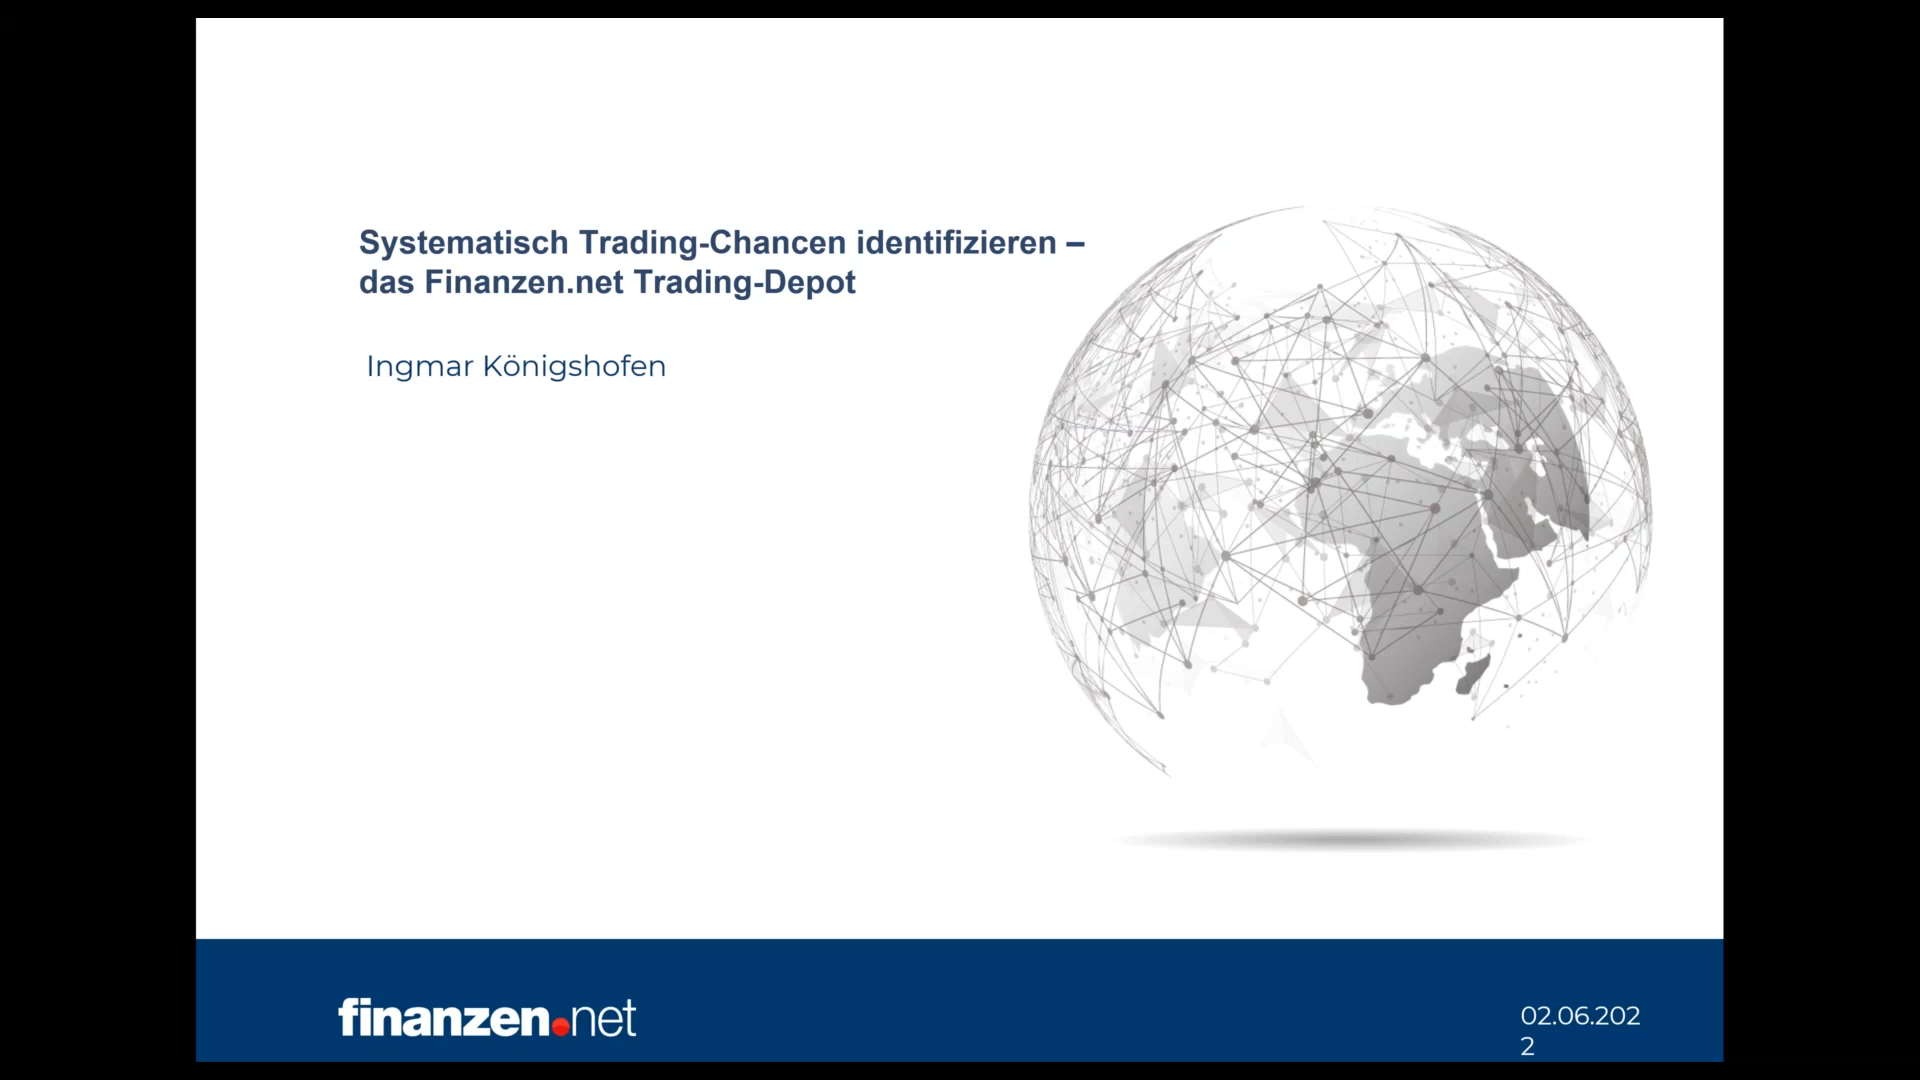 Systematisch Trading-Chancen identifizieren –
das Finanzen.net Trading-Depot
Ingmar Königshofen
finanzen.net
02.06.202
2